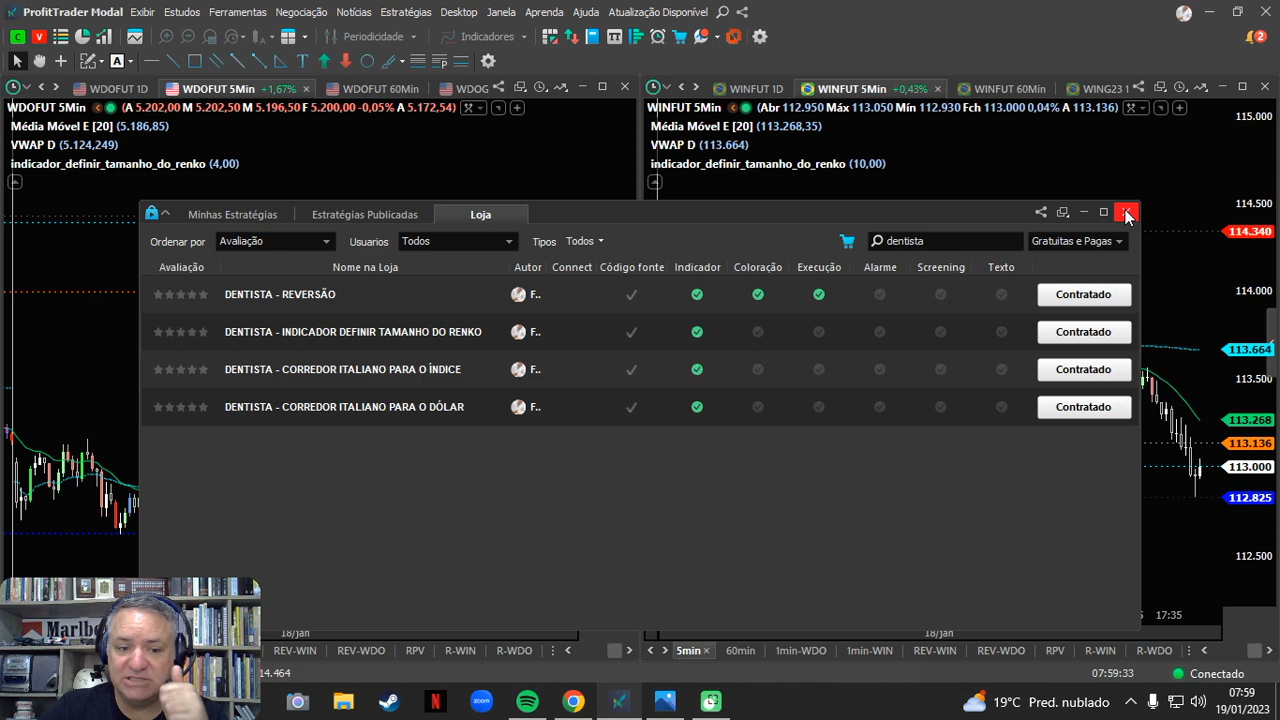 ProfitTrader Modal Exibir Estudos Ferramentas Negociação Notícias Estratégias Desktop Janela Aprenda Ajuda Atualização Disponível
C V Periodicidade Indicadores 2
A T
WDOFUT 1D WDOFUT 5Min +1,67% WDOFUT 60Min WDOG
WINFUT 1D WINFUT 5Min +0,43% WINFUT 60Min WING23 1
WDOFUT 5Min (A 5.202,00 M 5.202,50 M 5.196,50 F 5.200,00 -0,05% A 5.172,54)
Média Móvel E [20] (5.186,85)
VWAP D (5.124,249)
indicador_definir_tamanho_do_renko (4,00)
WINFUT 5Min (Abr 112.950 Máx 113.050 Mín 112.930 Fch 113.000 0,04% A 113.136)
Média Móvel E [20] (113.268,35)
VWAP D (113.664)
indicador_definir_tamanho_do_renko (10,00)
Minhas Estratégias Estratégias Publicadas Loja
Ordenar por Avaliação Usuarios Todos Tipos Todos dentista Gratuitas e Pagas
Avaliação Nome na Loja Autor Connect Código fonte Indicador Coloração Execução Alarme Screening Texto
DENTISTA - REVERSÃO F.. Contratado
DENTISTA - INDICADOR DEFINIR TAMANHO DO RENKO F.. Contratado
DENTISTA - CORREDOR ITALIANO PARA O ÍNDICE F.. Contratado
DENTISTA - CORREDOR ITALIANO PARA O DÓLAR F.. Contratado
115.000
114.500
114.340
114.000
113.664
113.500
113.268
113.136
113.000
112.825
112.500
17:35
18/jan
18/jan
REV-WIN REV-WDO RPV R-WIN R-WDO
5min 60min 1min-WDO 1min-WIN REV-WIN REV-WDO RPV R-WIN R-WDO
14.464 07:59:33 Conectado
Marlbo
N zoom 19°C Pred. nublado 07:59
19/01/2023